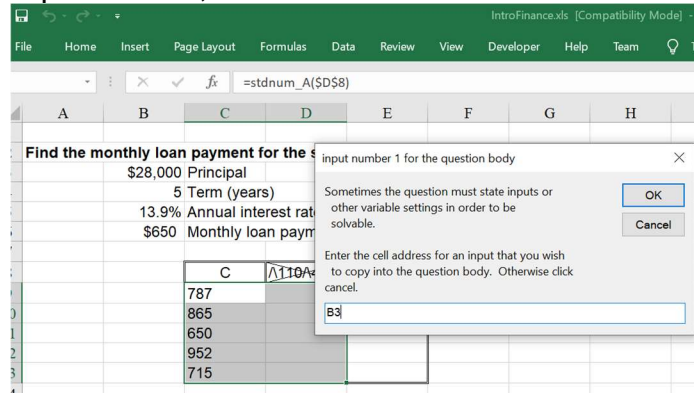 IntroFinance.xls [Compatibility Mode] -
File Home Insert Page Layout Formulas Data Review View Developer Help Team
fx =stdnum_A($D$8)
A B C D E F G H
Find the monthly loan payment for the s
$28,000 Principal
5 Term (years)
13.9% Annual interest rat
$650 Monthly loan paym
C
787
865
650
952
715
input number 1 for the question body
Sometimes the question must state inputs or
other variable settings in order to be
solvable.
OK
Cancel
Enter the cell address for an input that you wish
to copy into the question body. Otherwise click
cancel.
B3